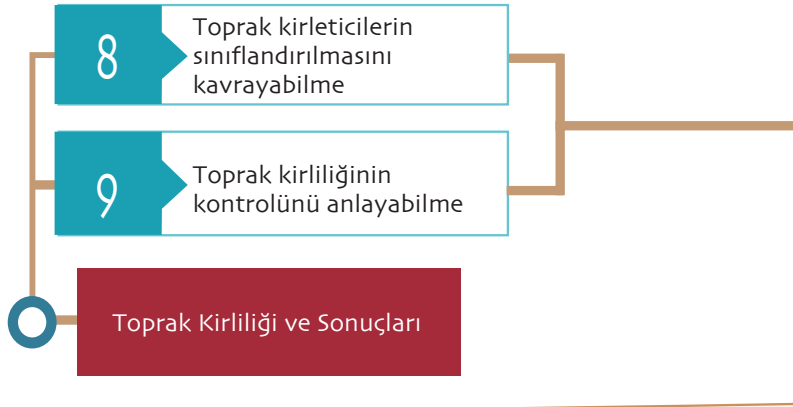 8
Toprak kirleticilerin
sınıflandırılmasını
kavrayabilme
9
Toprak kirliliğinin
kontrolünü anlayabilme
Toprak Kirliliği ve Sonuçları